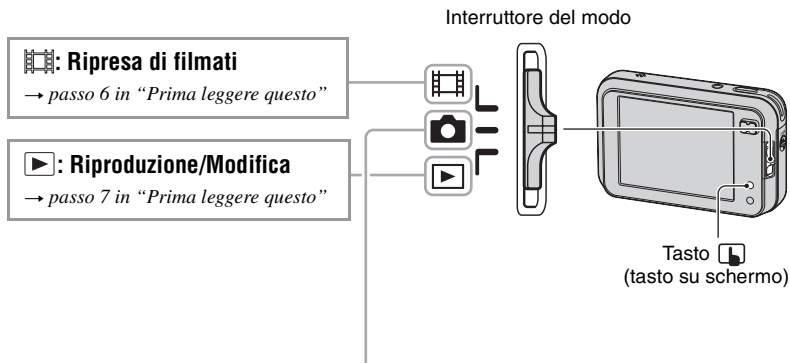 Interruttore del modo
: Ripresa di filmati
→ passo 6 in “Prima leggere questo”
: Riproduzione/Modifica
→ passo 7 in “Prima leggere questo”
Tasto
(tasto su schermo)